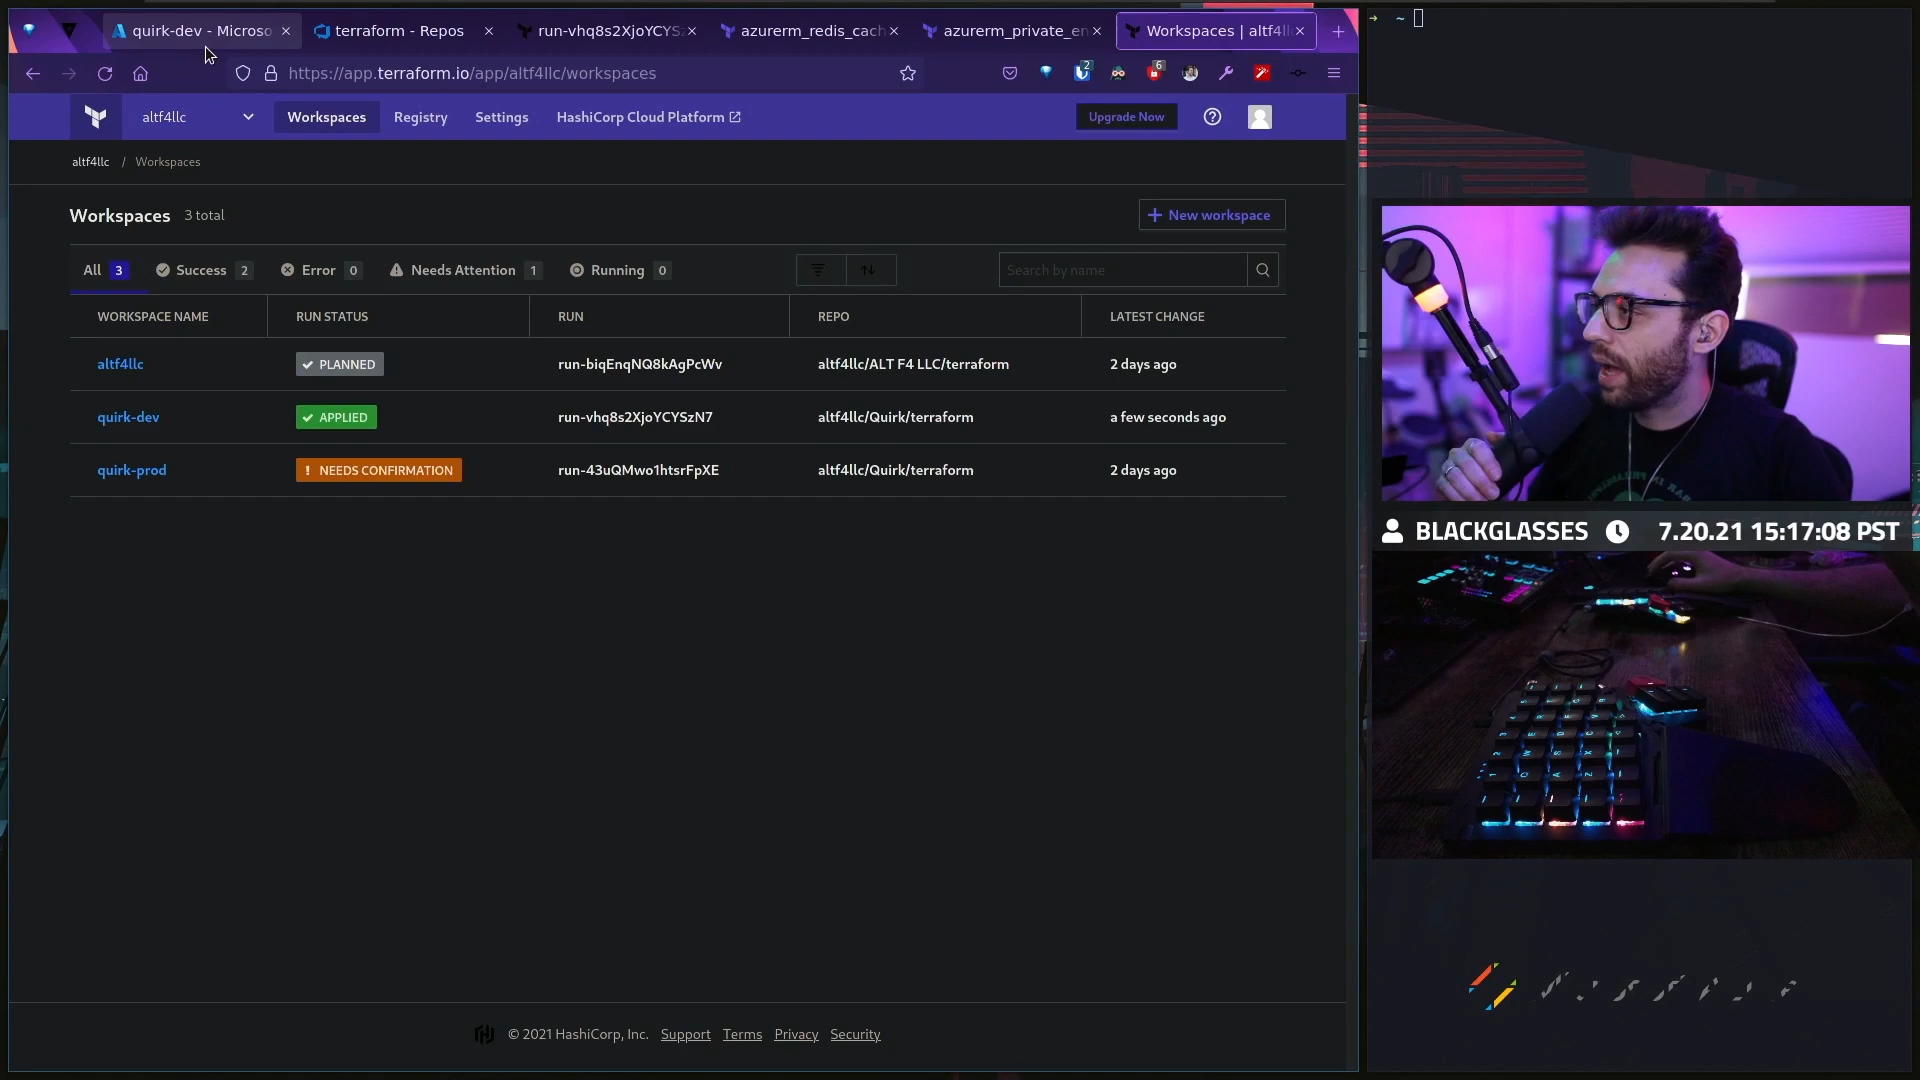 quirk-dev - Microso
terraform - Repos
run-vhq8s2XjoYCYSz
azurerm_redis_cach
azurerm_private_en
Workspaces | altf4ll
→ ~
https://app.terraform.io/app/altf4llc/workspaces
2
6
altf4llc
Workspaces
Registry
Settings
HashiCorp Cloud Platform
Upgrade Now
altf4llc / Workspaces
Workspaces 3 total
+ New workspace
All 3
Success 2
Error 0
Needs Attention 1
Running 0
Search by name
WORKSPACE NAME RUN STATUS RUN REPO LATEST CHANGE
altf4llc PLANNED run-biqEnqNQ8kAgPcWv altf4llc/ALT F4 LLC/terraform 2 days ago
quirk-dev APPLIED run-vhq8s2XjoYCYSzN7 altf4llc/Quirk/terraform a few seconds ago
quirk-prod ! NEEDS CONFIRMATION run-43uQMwo1htsrFpXE altf4llc/Quirk/terraform 2 days ago
BLACKGLASSES 7.20.21 15:17:08 PST
© 2021 HashiCorp, Inc. Support Terms Privacy Security